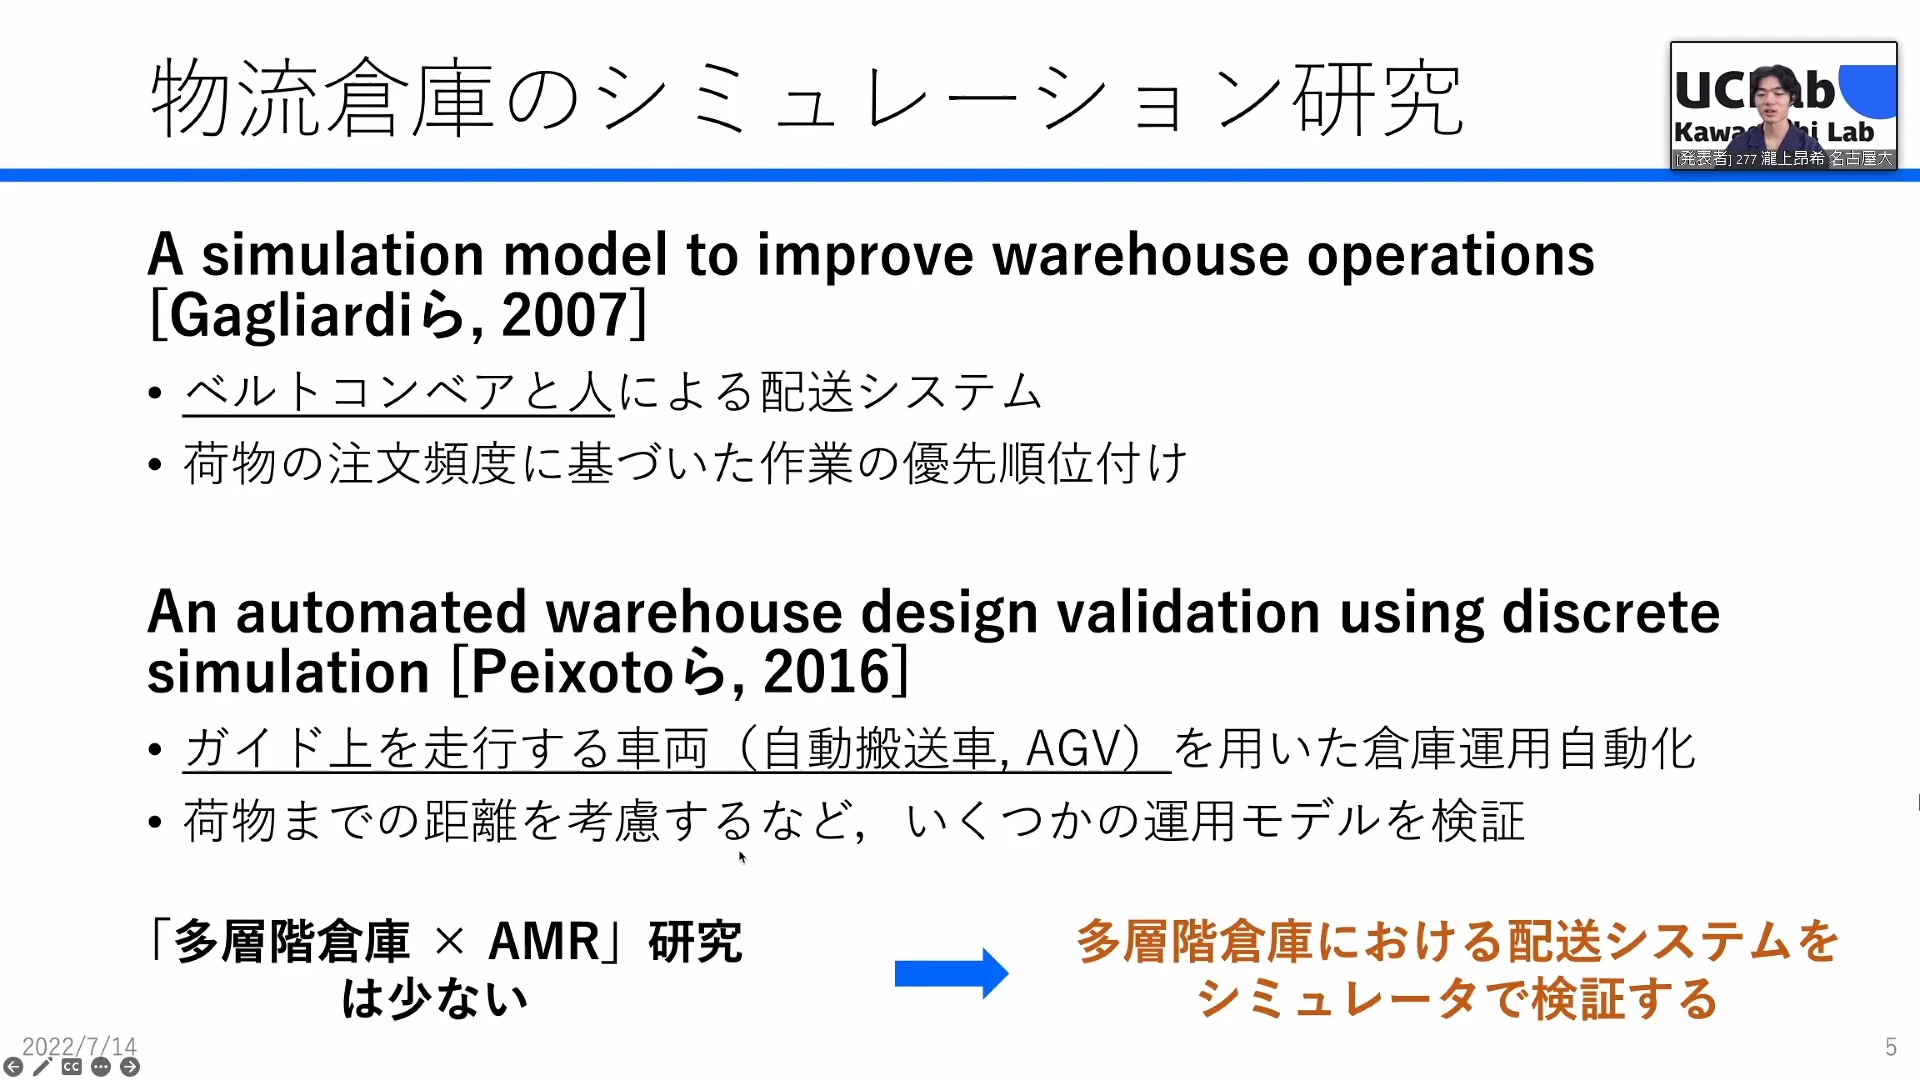 物流倉庫のシミュレーション研究
[発表者] 277 瀧上昂希 名古屋大
A simulation model to improve warehouse operations
[Gagliardiら, 2007]
• ベルトコンベアと人による配送システム
• 荷物の注文頻度に基づいた作業の優先順位付け
An automated warehouse design validation using discrete
simulation [Peixotoら, 2016]
• ガイド上を走行する車両（自動搬送車, AGV）を用いた倉庫運用自動化
• 荷物までの距離を考慮するなど，いくつかの運用モデルを検証
「多層階倉庫 × AMR」研究
は少ない
多層階倉庫における配送システムを
シミュレータで検証する
2022/7/14
CC
5